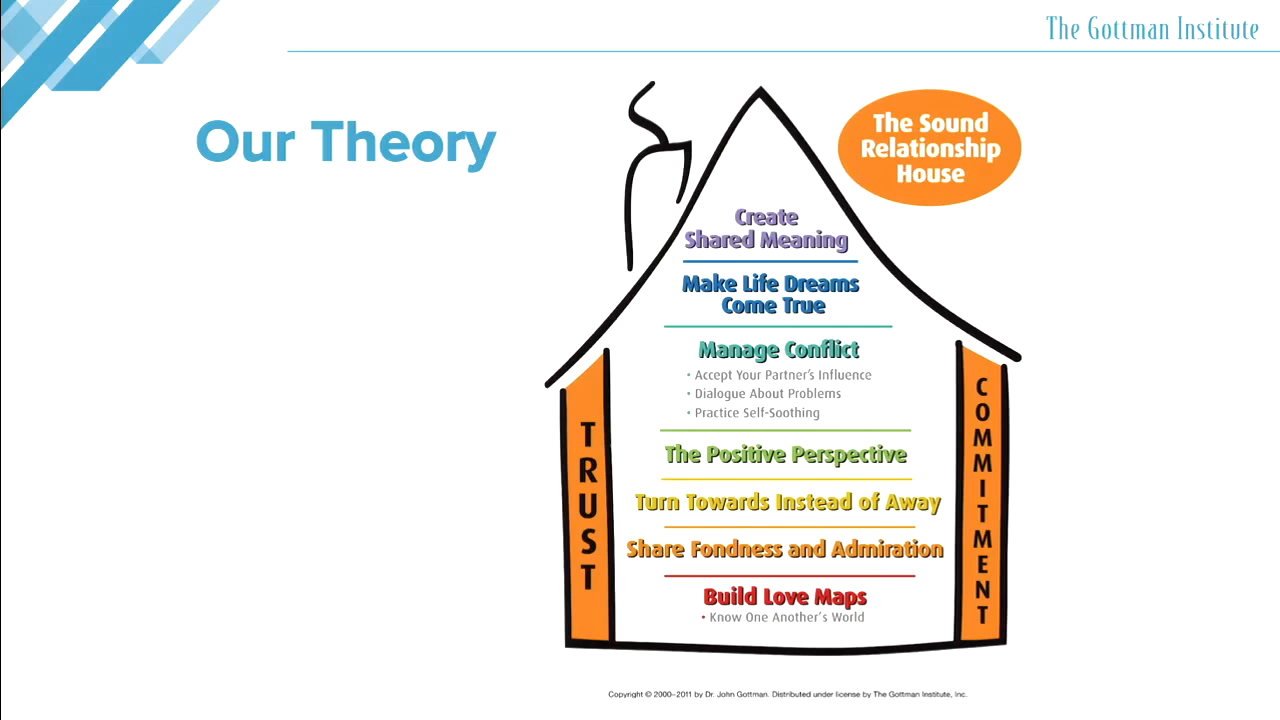 The Gottman Institute
Our Theory
The Sound
Relationship
House
Create
Shared Meaning
Make Life Dreams
Come True
Manage Conflict
• Accept Your Partner's Influence
• Dialogue About Problems
• Practice Self-Soothing
The Positive Perspective
Turn Towards Instead of Away
Share Fondness and Admiration
Build Love Maps
• Know One Another's World
TRUST
COMMITMENT
Copyright © 2000–2011 by Dr. John Gottman. Distributed under license by The Gottman Institute, Inc.